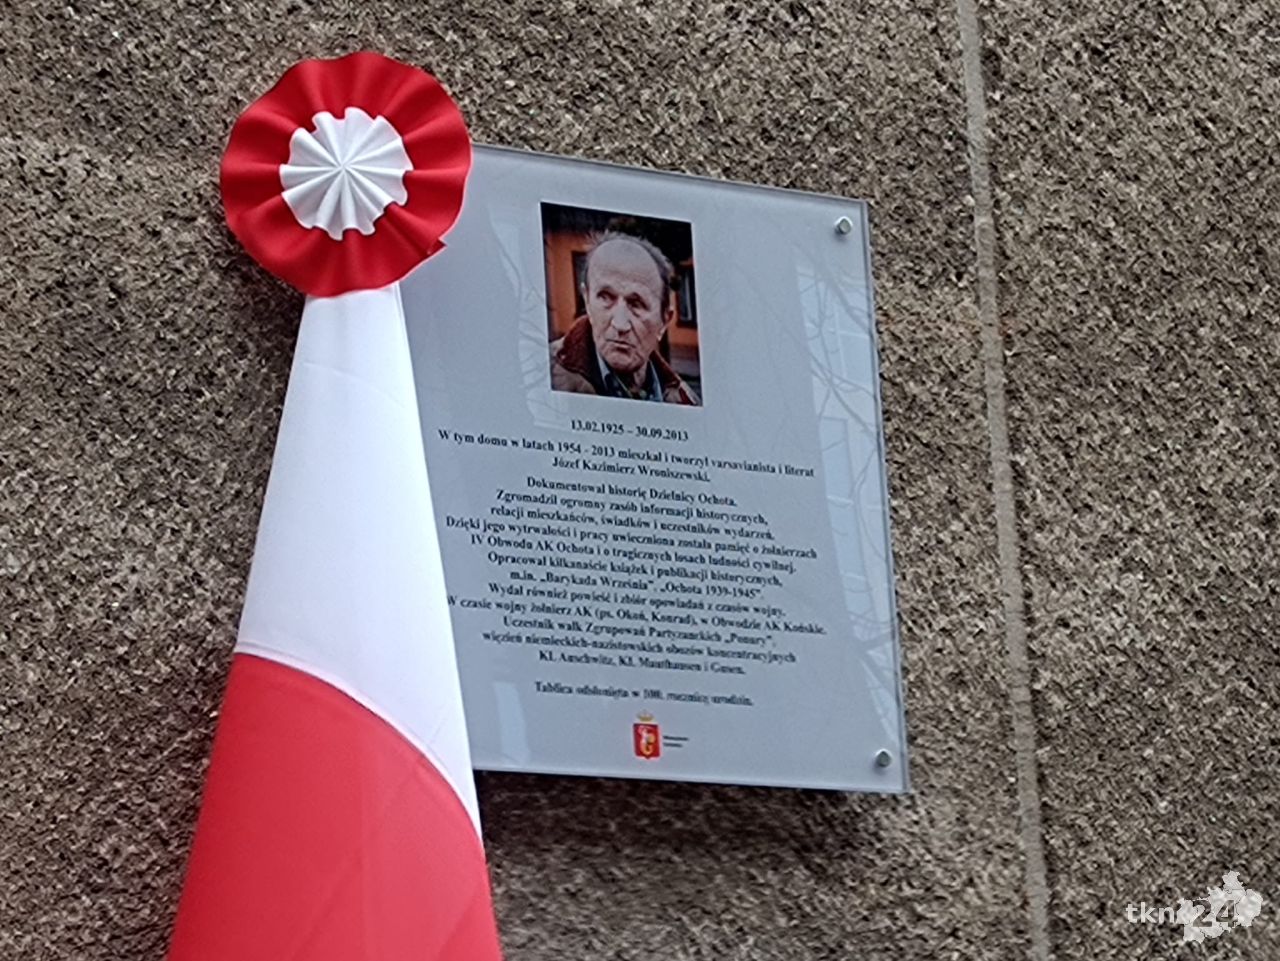 13.02.1925 – 30.09.2013
W tym domu w latach 1954 - 2013 mieszkał i tworzył varsavianista i literat
Józef Kazimierz Wroniszewski.
Dokumentował historię Dzielnicy Ochota.
Zgromadził ogromny zasób informacji historycznych,
relacji mieszkańców, świadków i uczestników wydarzeń.
Dzięki jego wytrwałości i pracy uwieczniona została pamięć o żołnierzach
IV Obwodu AK Ochota i o tragicznych losach ludności cywilnej.
Opracował kilkanaście książek i publikacji historycznych,
m.in. „Barykada Września”, „Ochota 1939-1945”.
Wydał również powieść i zbiór opowiadań z czasów wojny.
W czasie wojny żołnierz AK (ps. Okoń, Konrad), w Obwodzie AK Końskie.
Uczestnik walk Zgrupowań Partyzanckich „Ponury”,
więzień niemieckich-nazistowskich obozów koncentracyjnych
KL Auschwitz, KL Mauthausen i Gusen.
Tablica odsłonięta w 100. rocznicę urodzin.
tkn24